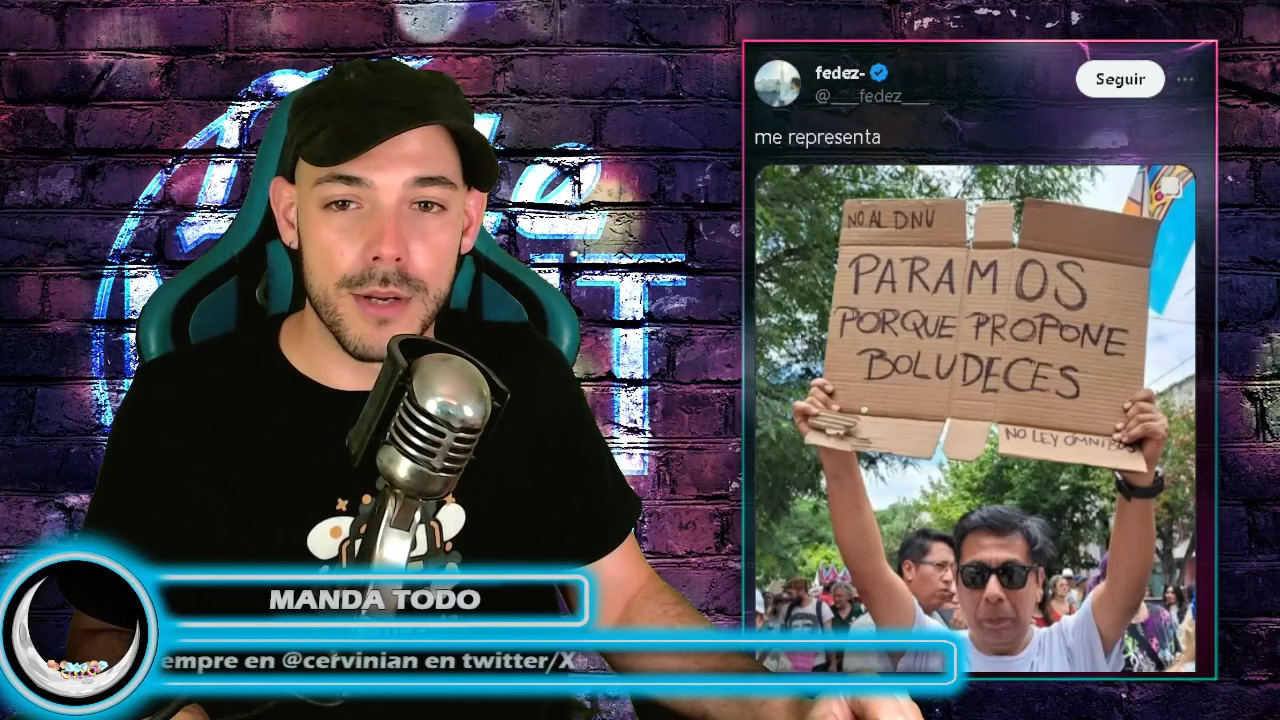 fedez-
@___fedez___
Seguir
me representa
NO AL DNU
PARAMOS
PORQUE PROPONE
BOLUDECES
NO LEY ÓMNIBUS
MANDA TODO
empre en @cervinian en twitter/X